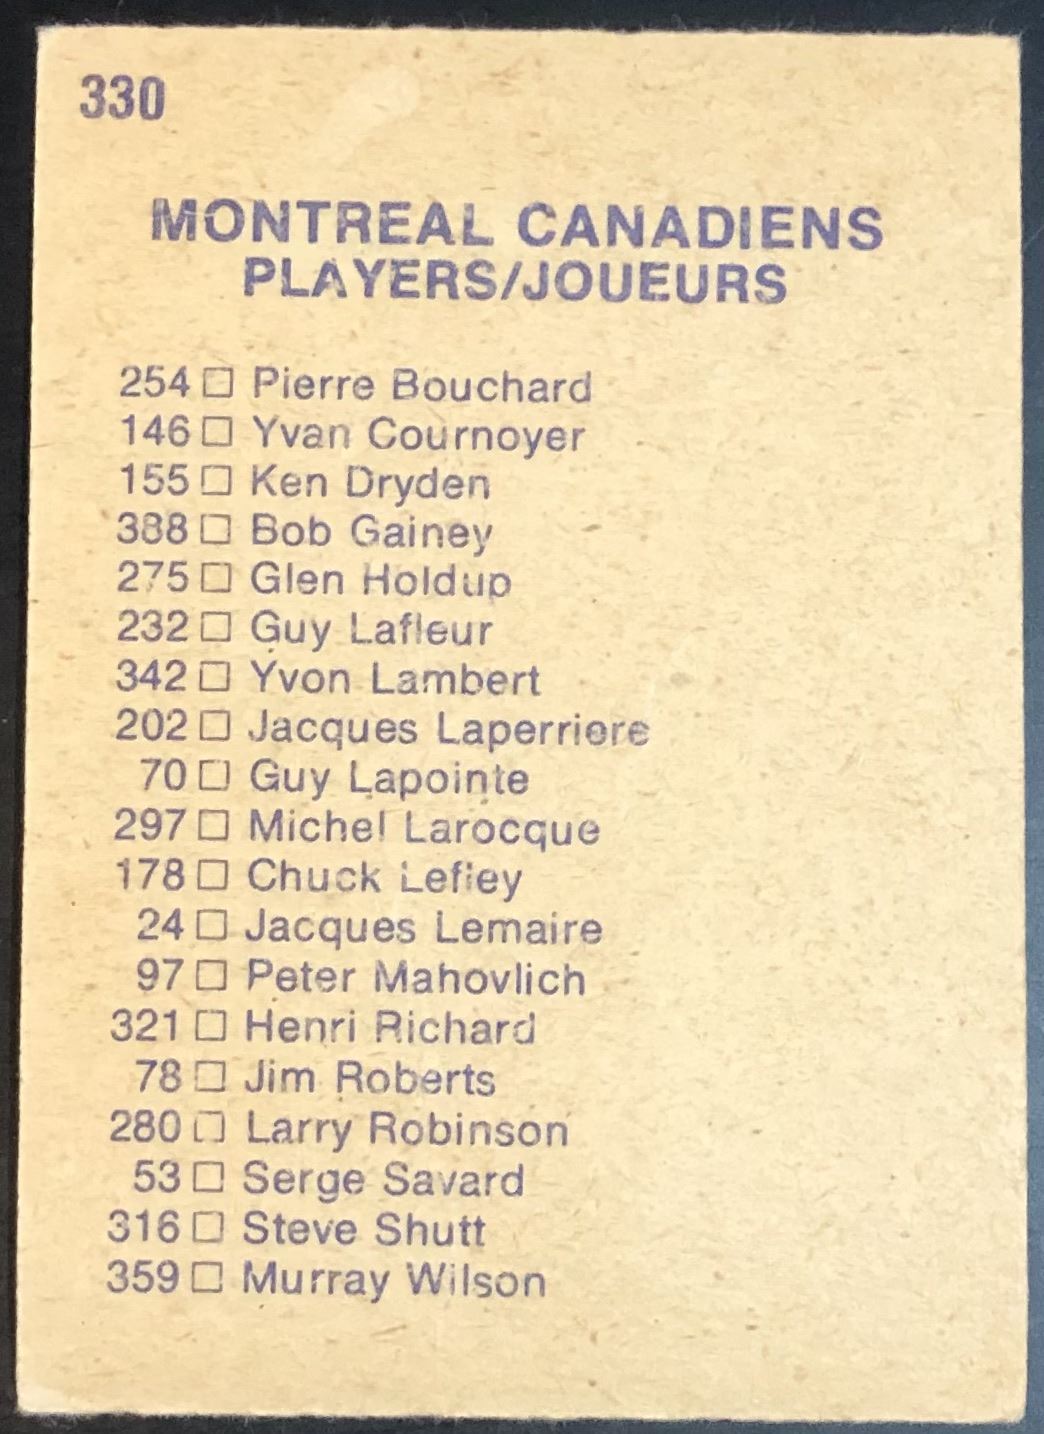 330
MONTREAL CANADIENS
PLAYERS/JOUEURS
254 □ Pierre Bouchard
146 □ Yvan Cournoyer
155 □ Ken Dryden
388 □ Bob Gainey
275 □ Glen Holdup
232 □ Guy Lafleur
342 □ Yvon Lambert
202 □ Jacques Laperriere
70 □ Guy Lapointe
297 □ Michel Larocque
178 □ Chuck Lefley
24 □ Jacques Lemaire
97 □ Peter Mahovlich
321 □ Henri Richard
78 □ Jim Roberts
280 □ Larry Robinson
53 □ Serge Savard
316 □ Steve Shutt
359 □ Murray Wilson